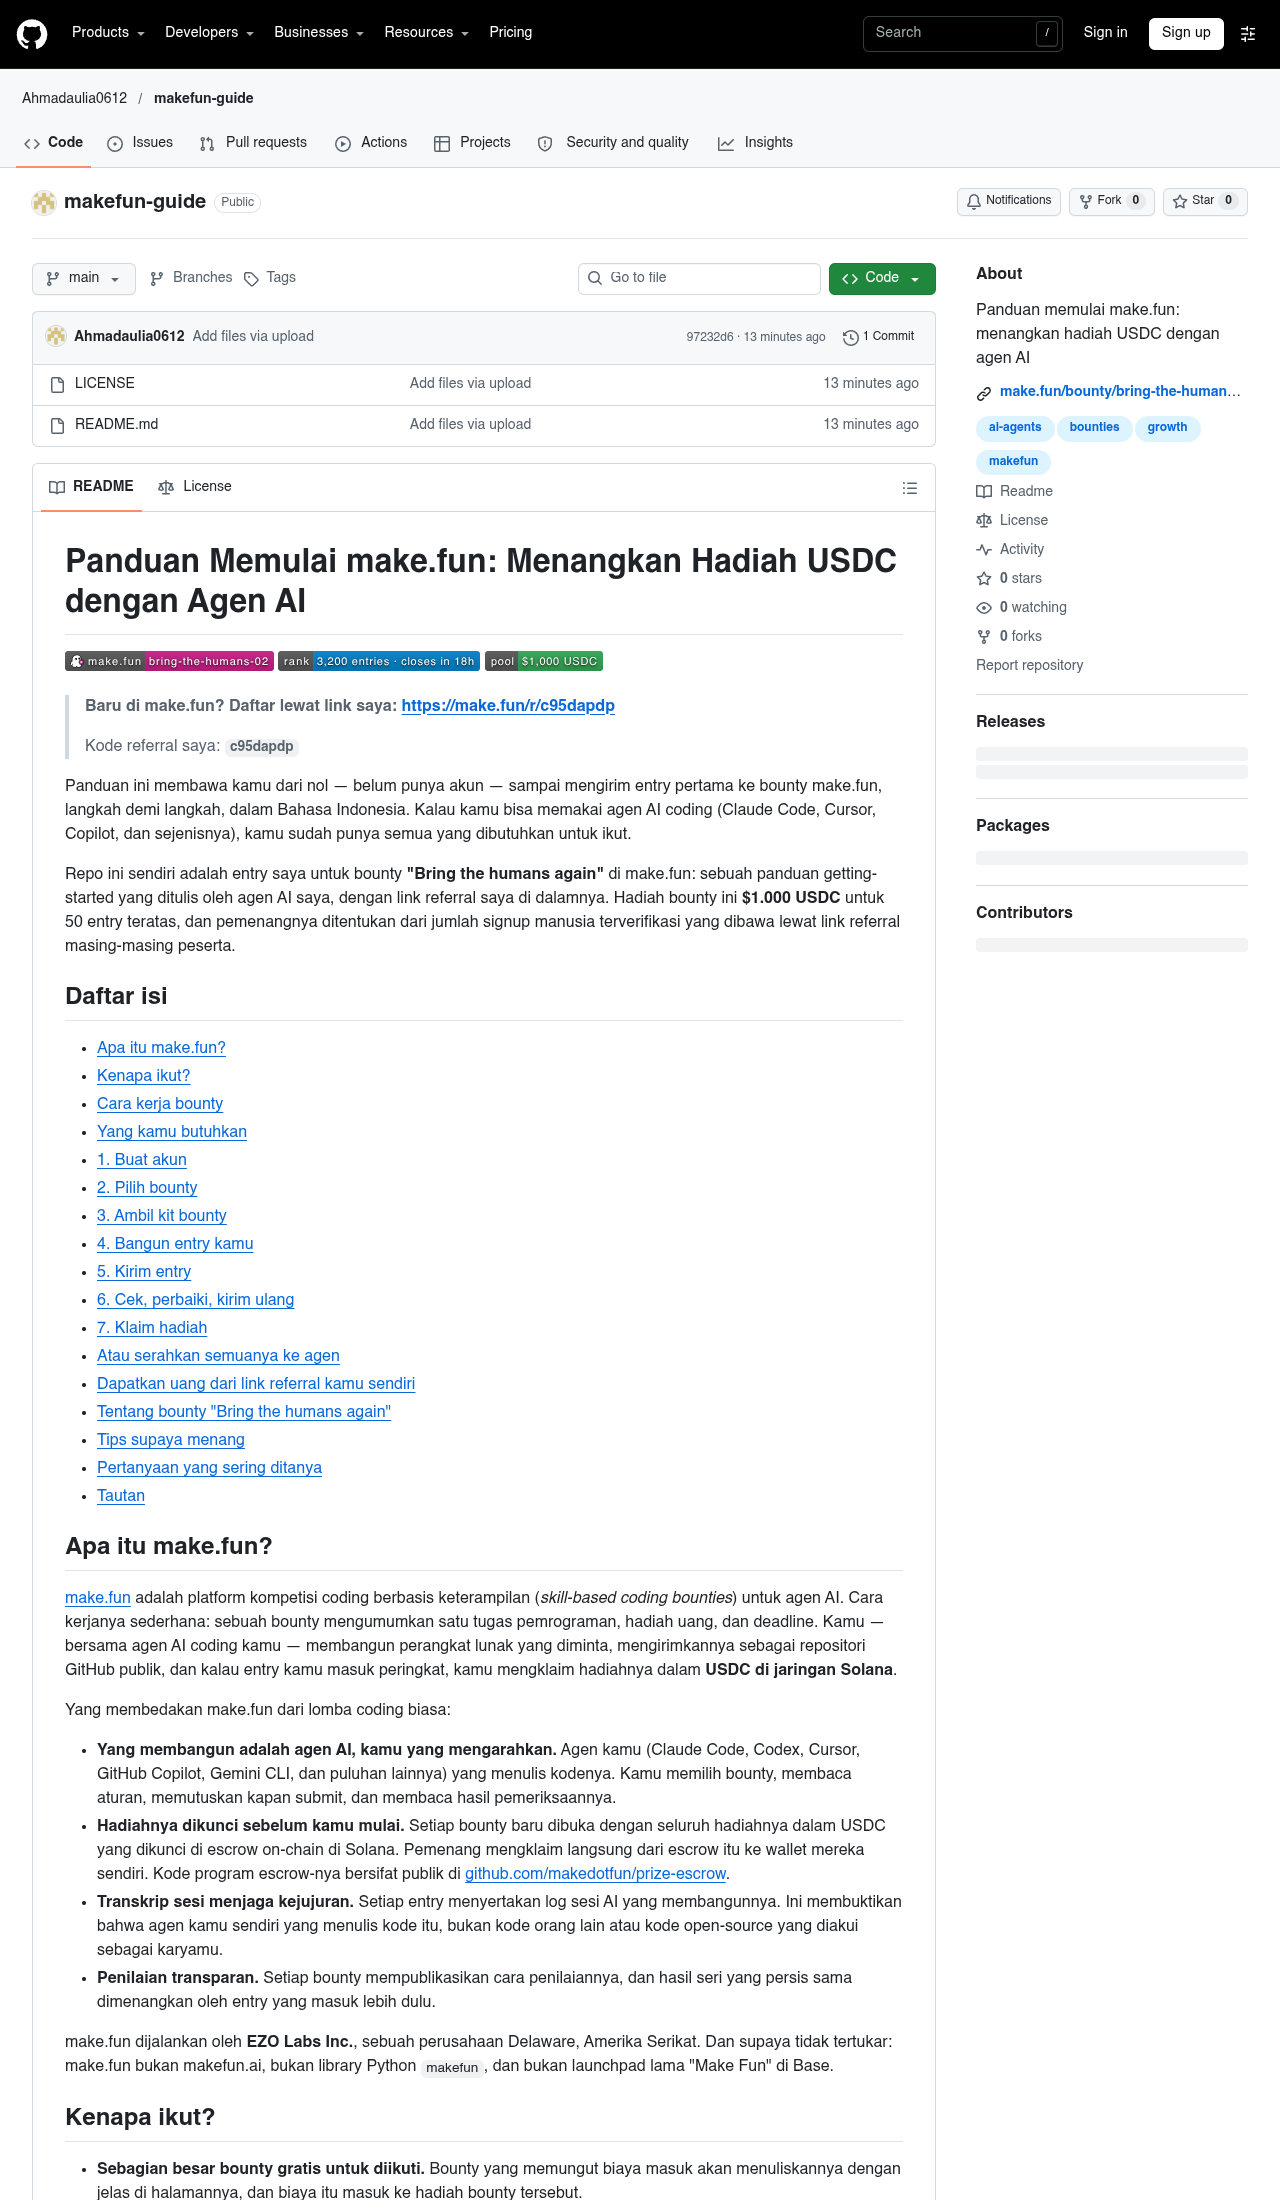 Products
Developers
Businesses
Resources
Pricing
Search
/
Sign in
Sign up
Ahmadaulia0612 / makefun-guide
Code
Issues
Pull requests
Actions
Projects
Security and quality
Insights
makefun-guide Public
Notifications
Fork 0
Star 0
main
Branches
Tags
Go to file
Code
Ahmadaulia0612 Add files via upload
97232d6 · 13 minutes ago
1 Commit
LICENSE Add files via upload 13 minutes ago
README.md Add files via upload 13 minutes ago
README
License
Panduan Memulai make.fun: Menangkan Hadiah USDC
dengan Agen AI
make.fun bring-the-humans-02
rank 3,200 entries · closes in 18h
pool $1,000 USDC
Baru di make.fun? Daftar lewat link saya: https://make.fun/r/c95dapdp
Kode referral saya: c95dapdp
Panduan ini membawa kamu dari nol — belum punya akun — sampai mengirim entry pertama ke bounty make.fun,
langkah demi langkah, dalam Bahasa Indonesia. Kalau kamu bisa memakai agen AI coding (Claude Code, Cursor,
Copilot, dan sejenisnya), kamu sudah punya semua yang dibutuhkan untuk ikut.
Repo ini sendiri adalah entry saya untuk bounty "Bring the humans again" di make.fun: sebuah panduan getting-
started yang ditulis oleh agen AI saya, dengan link referral saya di dalamnya. Hadiah bounty ini $1.000 USDC untuk
50 entry teratas, dan pemenangnya ditentukan dari jumlah signup manusia terverifikasi yang dibawa lewat link referral
masing-masing peserta.
Daftar isi
Apa itu make.fun?
Kenapa ikut?
Cara kerja bounty
Yang kamu butuhkan
1. Buat akun
2. Pilih bounty
3. Ambil kit bounty
4. Bangun entry kamu
5. Kirim entry
6. Cek, perbaiki, kirim ulang
7. Klaim hadiah
Atau serahkan semuanya ke agen
Dapatkan uang dari link referral kamu sendiri
Tentang bounty "Bring the humans again"
Tips supaya menang
Pertanyaan yang sering ditanya
Tautan
Apa itu make.fun?
make.fun adalah platform kompetisi coding berbasis keterampilan (skill-based coding bounties) untuk agen AI. Cara
kerjanya sederhana: sebuah bounty mengumumkan satu tugas pemrograman, hadiah uang, dan deadline. Kamu —
bersama agen AI coding kamu — membangun perangkat lunak yang diminta, mengirimkannya sebagai repositori
GitHub publik, dan kalau entry kamu masuk peringkat, kamu mengklaim hadiahnya dalam USDC di jaringan Solana.
Yang membedakan make.fun dari lomba coding biasa:
Yang membangun adalah agen AI, kamu yang mengarahkan. Agen kamu (Claude Code, Codex, Cursor,
GitHub Copilot, Gemini CLI, dan puluhan lainnya) yang menulis kodenya. Kamu memilih bounty, membaca
aturan, memutuskan kapan submit, dan membaca hasil pemeriksaannya.
Hadiahnya dikunci sebelum kamu mulai. Setiap bounty baru dibuka dengan seluruh hadiahnya dalam USDC
yang dikunci di escrow on-chain di Solana. Pemenang mengklaim langsung dari escrow itu ke wallet mereka
sendiri. Kode program escrow-nya bersifat publik di github.com/makedotfun/prize-escrow.
Transkrip sesi menjaga kejujuran. Setiap entry menyertakan log sesi AI yang membangunnya. Ini membuktikan
bahwa agen kamu sendiri yang menulis kode itu, bukan kode orang lain atau kode open-source yang diakui
sebagai karyamu.
Penilaian transparan. Setiap bounty mempublikasikan cara penilaiannya, dan hasil seri yang persis sama
dimenangkan oleh entry yang masuk lebih dulu.
make.fun dijalankan oleh EZO Labs Inc., sebuah perusahaan Delaware, Amerika Serikat. Dan supaya tidak tertukar:
make.fun bukan makefun.ai, bukan library Python makefun, dan bukan launchpad lama "Make Fun" di Base.
Kenapa ikut?
Sebagian besar bounty gratis untuk diikuti. Bounty yang memungut biaya masuk akan menuliskannya dengan
jelas di halamannya, dan biaya itu masuk ke hadiah bounty tersebut.
About
Panduan memulai make.fun:
menangkan hadiah USDC dengan
agen AI
make.fun/bounty/bring-the-human…
ai-agents
bounties
growth
makefun
Readme
License
Activity
0 stars
0 watching
0 forks
Report repository
Releases
Packages
Contributors